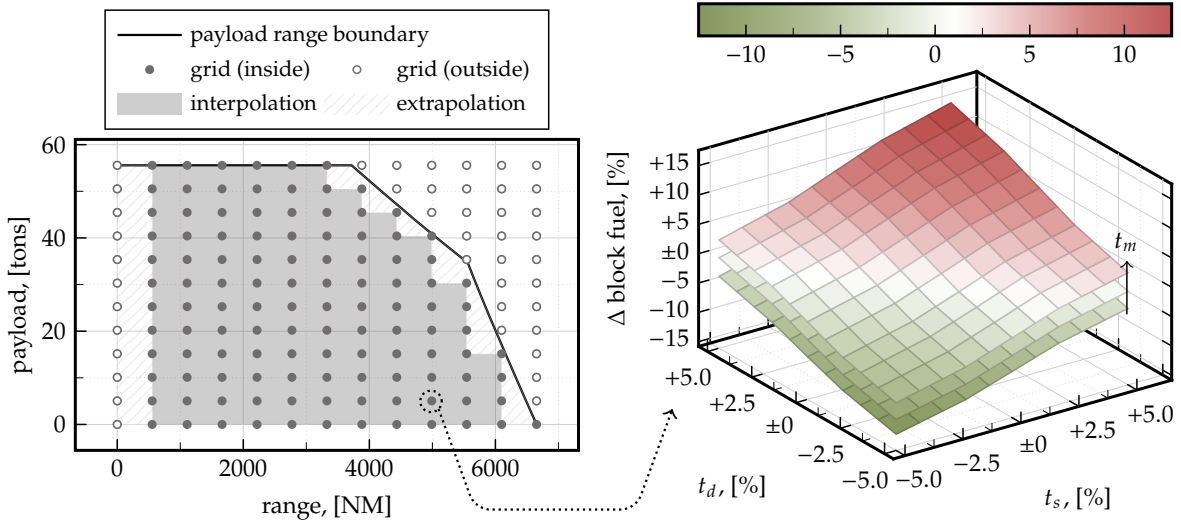 payload range boundary
grid (inside)
grid (outside)
interpolation
extrapolation
60
40
20
0
payload, [tons]
0
2000
4000
6000
range, [NM]
−10
−5
0
5
10
+15
+10
+5
±0
−5
−10
−15
Δ block fuel, [%]
t_m
+5.0
+2.5
±0
−2.5
−5.0
t_d, [%]
−5.0
−2.5
±0
+2.5
+5.0
t_s, [%]